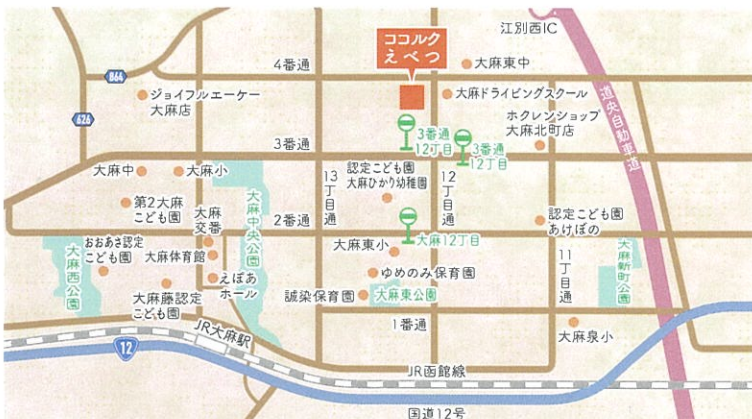 江別西IC
ココルク
えべつ
4番通
大麻東中
864
ジョイフルエーケー
大麻店
大麻ドライビングスクール
ホクレンショップ
大麻北町店
道央自動車道
626
3番通
12丁目
3番通
12丁目
3番通
大麻中
大麻小
13丁目通
認定こども園
大麻ひかり幼稚園
12丁目通
第2大麻
こども園
大麻中央公園
大麻
交番
2番通
大麻12丁目
認定こども園
あけぼの
おおあさ認定
こども園
大麻体育館
大麻東小
11丁目通
大麻新町公園
大麻西公園
えぽあ
ホール
ゆめのみ保育園
大麻藤認定
こども園
誠染保育園
大麻東公園
1番通
大麻泉小
JR大麻駅
12
JR函館線
国道12号